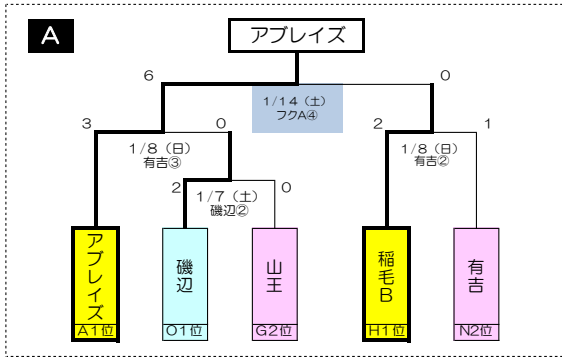 A
アブレイズ
6
0
1/14（土）
フクA④
3
0
2
1
1/8（日）
有吉③
1/8（日）
有吉②
2
0
1/7（土）
磯辺②
アブレイズ
磯辺
山王
稲毛B
有吉
A1位
O1位
G2位
H1位
N2位